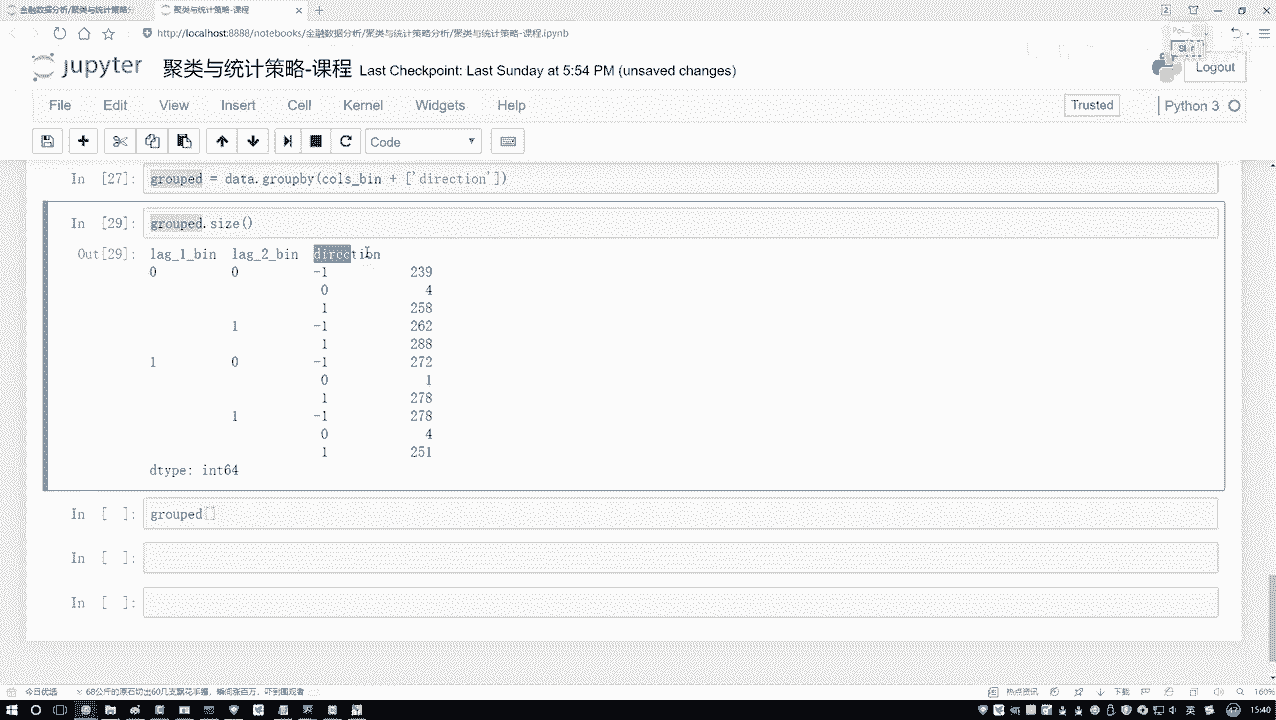 金融数据分析/聚类与统计策略分
聚类与统计策略-课程
http://localhost:8888/notebooks/金融数据分析/聚类与统计策略分析/聚类与统计策略-课程.ipynb
jupyter 聚类与统计策略-课程 Last Checkpoint: Last Sunday at 5:54 PM (unsaved changes)
Logout
File Edit View Insert Cell Kernel Widgets Help
Trusted Python 3
Code
In [27]: grouped = data.groupby(cols_bin + ['direction'])
In [29]: grouped.size()
Out[29]: lag_1_bin lag_2_bin direction
0 0 -1 239
0 4
1 258
1 -1 262
1 288
1 0 -1 272
0 1
1 278
1 -1 278
0 4
1 251
dtype: int64
In [ ]: grouped[]
In [ ]:
In [ ]:
今日优选 68公斤的原石切出60几支飘花手镯，瞬间涨百万，吓到围观者
热点资讯 下载 160%
英 15:40